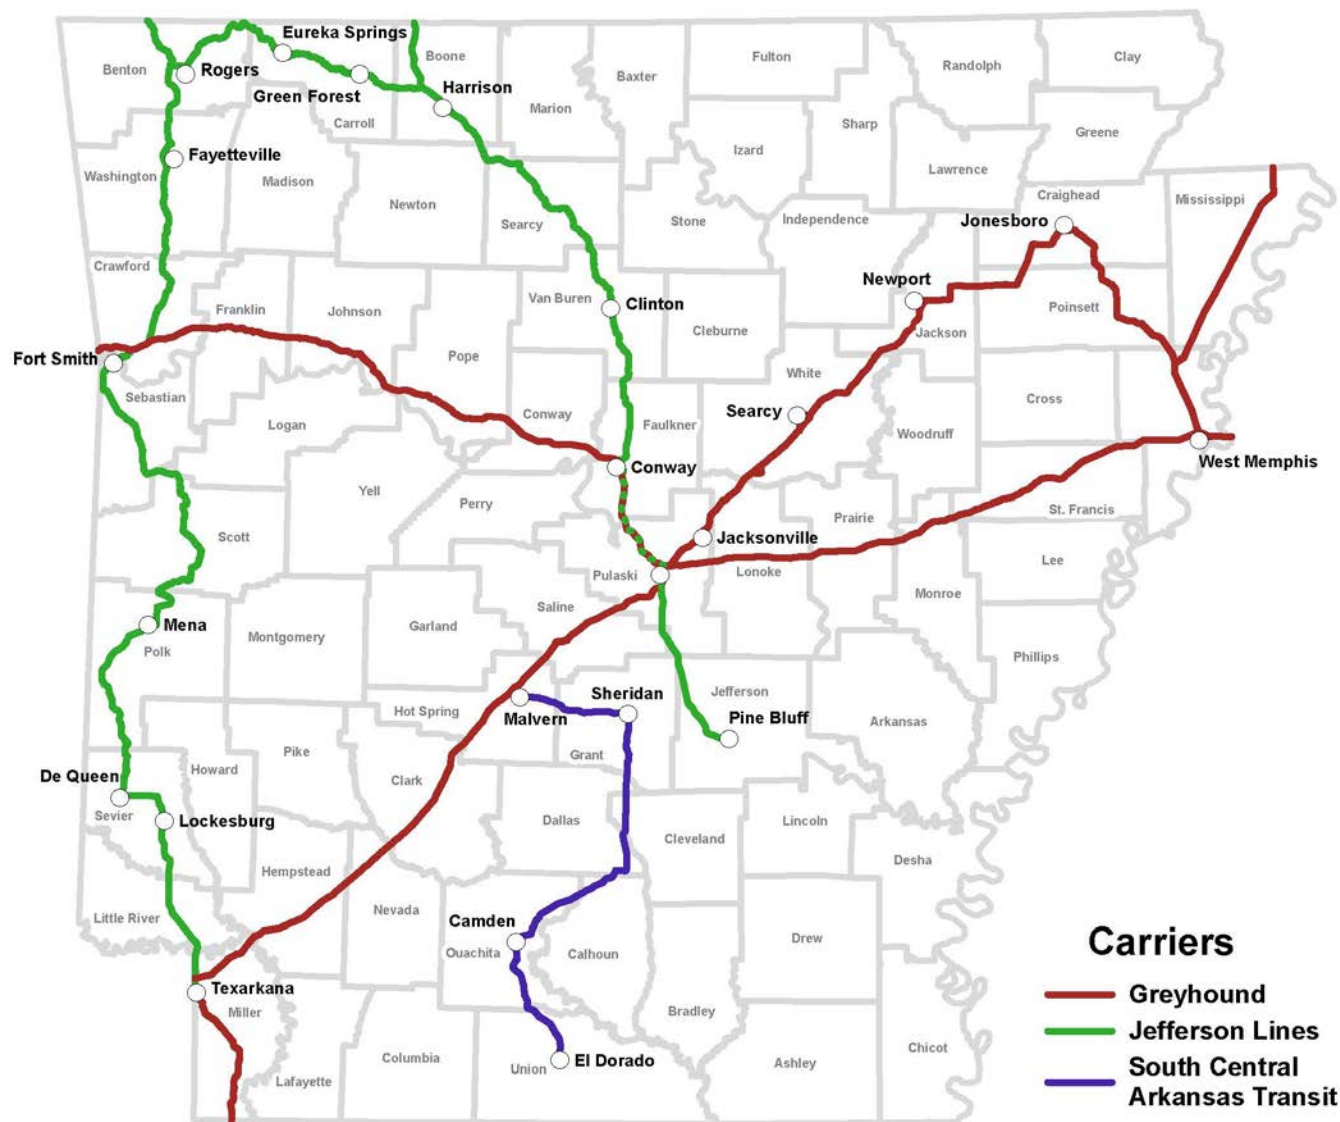 Eureka Springs
Boone
Fulton
Clay
Benton
Rogers
Baxter
Randolph
Green Forest
Harrison
Marion
Carroll
Sharp
Greene
Izard
Fayetteville
Lawrence
Washington
Madison
Craighead
Mississippi
Newton
Searcy
Stone
Independence
Jonesboro
Crawford
Newport
Franklin
Johnson
Van Buren
Clinton
Cleburne
Poinsett
Jackson
Fort Smith
Pope
White
Sebastian
Logan
Conway
Faulkner
Searcy
Cross
Woodruff
Conway
West Memphis
Yell
Perry
Prairie
St. Francis
Scott
Jacksonville
Pulaski
Lonoke
Lee
Monroe
Saline
Mena
Garland
Montgomery
Polk
Phillips
Sheridan
Jefferson
Hot Spring
Malvern
Pine Bluff
Arkansas
Pike
Grant
De Queen
Howard
Clark
Sevier
Lockesburg
Dallas
Lincoln
Cleveland
Desha
Hempstead
Little River
Nevada
Camden
Ouachita
Calhoun
Drew
Carriers
Texarkana
Miller
Greyhound
Bradley
Jefferson Lines
Columbia
El Dorado
Union
Ashley
Chicot
Lafayette
South Central
Arkansas Transit